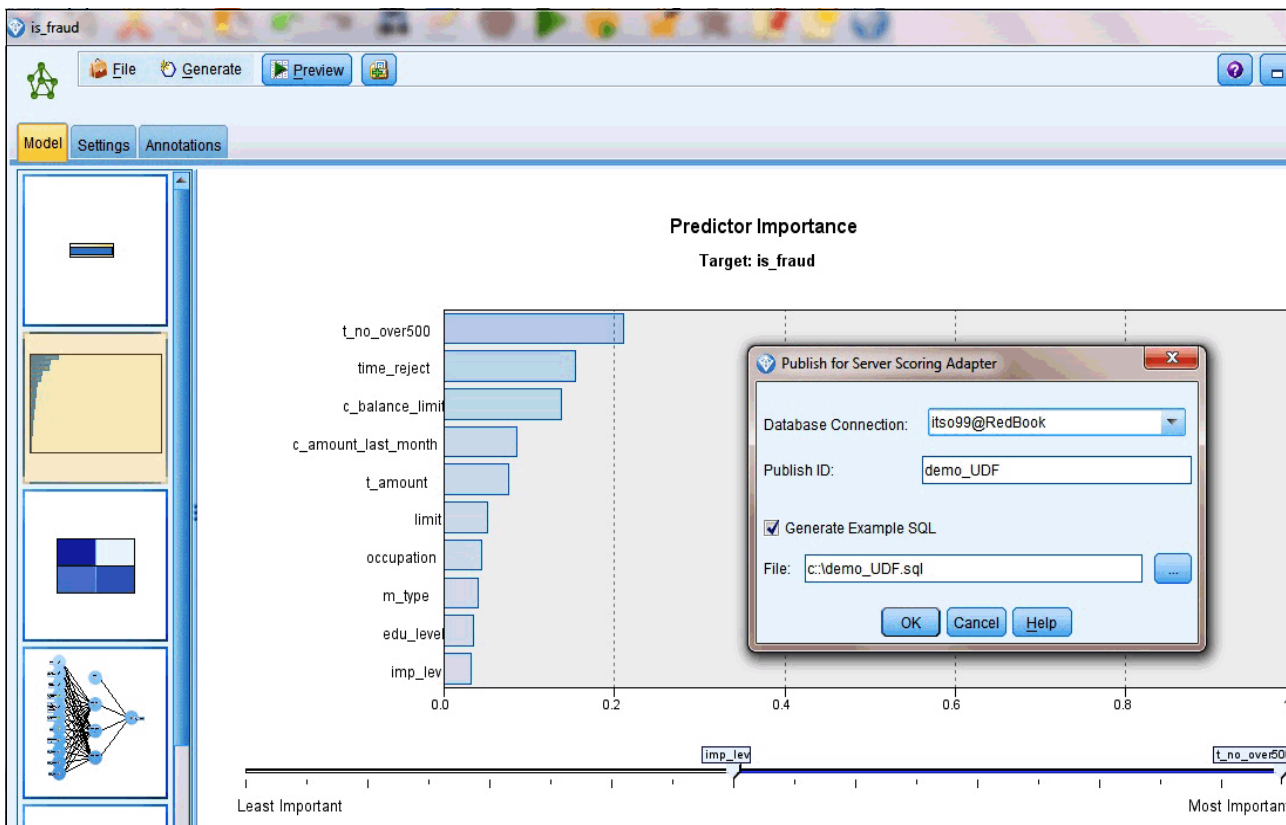 is_fraud
File Generate Preview
Model Settings Annotations
Predictor Importance
Target: is_fraud
t_no_over500
time_reject
c_balance_limit
c_amount_last_month
t_amount
limit
occupation
m_type
edu_level
imp_lev
0.0 0.2 0.4 0.6 0.8 1
Publish for Server Scoring Adapter
Database Connection: itso99@RedBook
Publish ID: demo_UDF
Generate Example SQL
File: c::\demo_UDF.sql ...
OK Cancel Help
imp_lev t_no_over500
Least Important Most Important